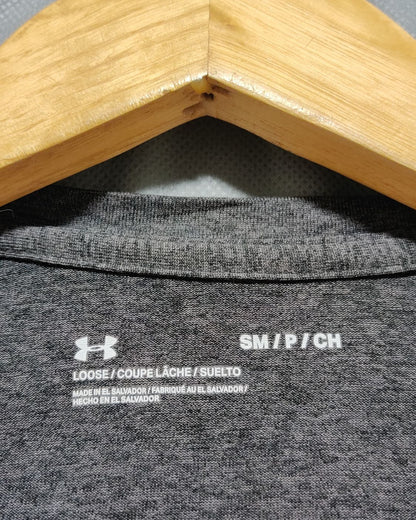 SM / P / CH
LOOSE / COUPE LÂCHE / SUELTO
MADE IN EL SALVADOR / FABRIQUÉ AU EL SALVADOR /
HECHO EN EL SALVADOR